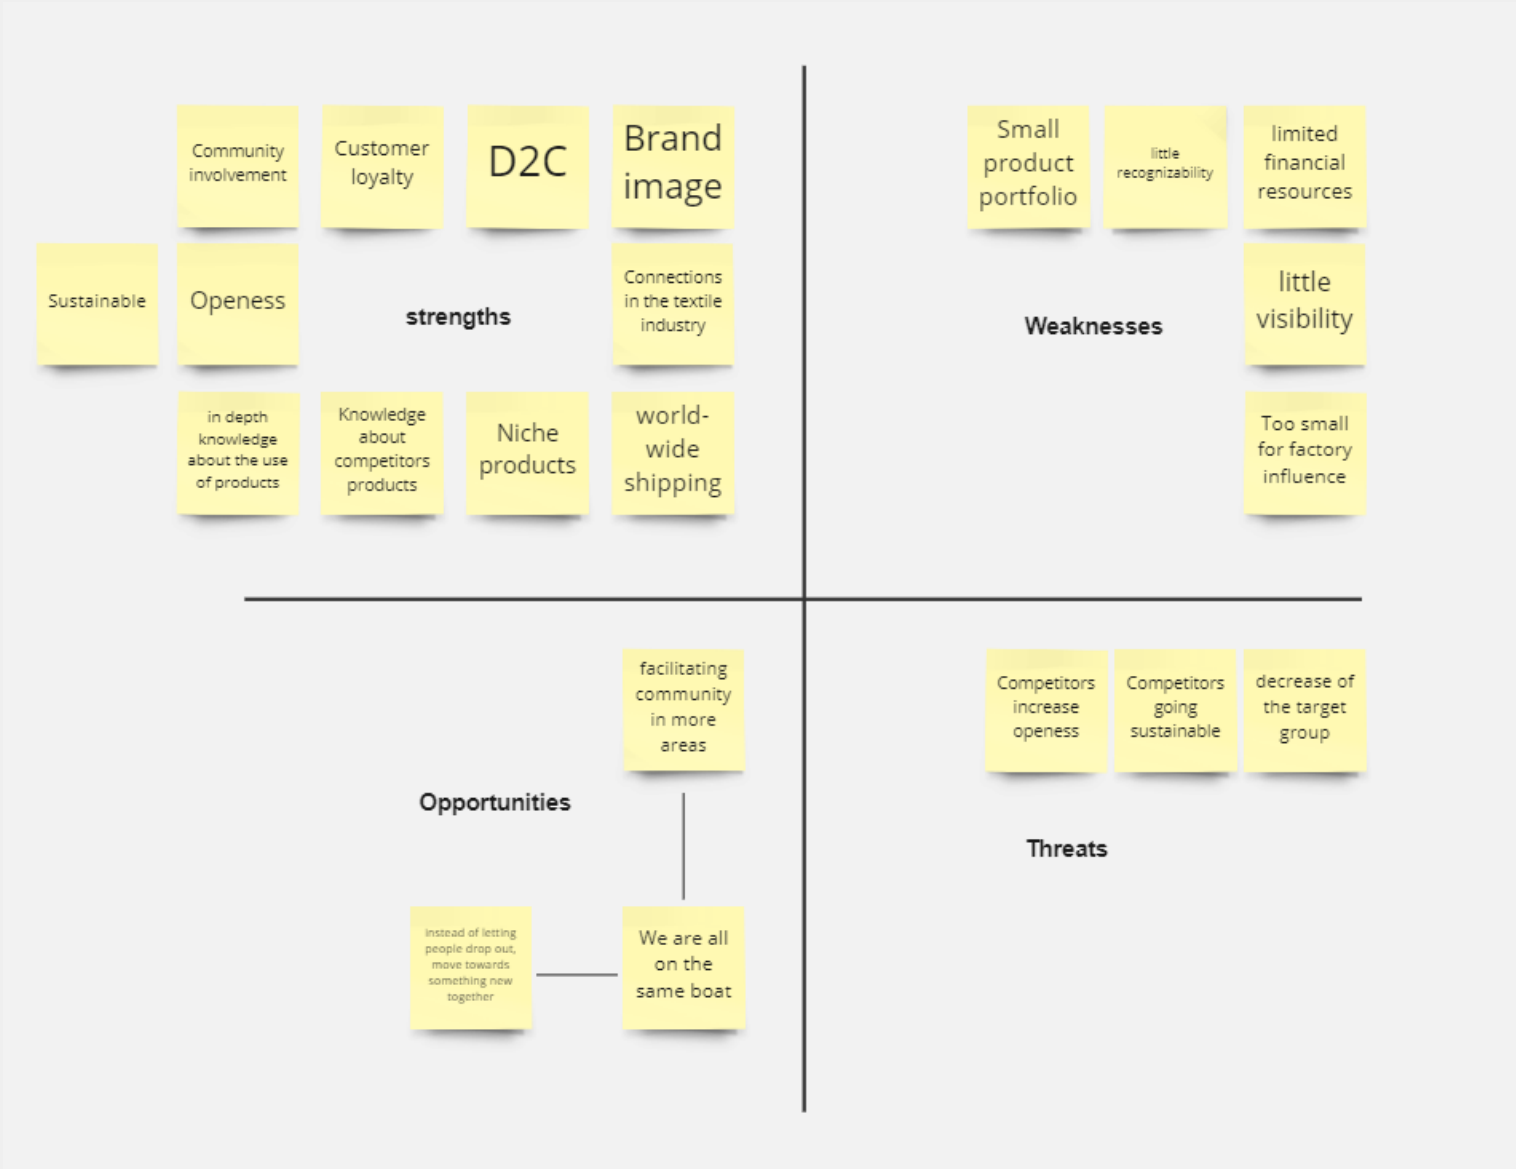 Community
involvement
Customer
loyalty
D2C
Brand
image
Sustainable
Openess
strengths
Connections
in the textile
industry
in depth
knowledge
about the use
of products
Knowledge
about
competitors
products
Niche
products
world-
wide
shipping
Small
product
portfolio
little
recognizability
limited
financial
resources
Weaknesses
little
visibility
Too small
for factory
influence
facilitating
community
in more
areas
Opportunities
instead of letting
people drop out,
move towards
something new
together
We are all
on the
same boat
Competitors
increase
openess
Competitors
going
sustainable
decrease of
the target
group
Threats